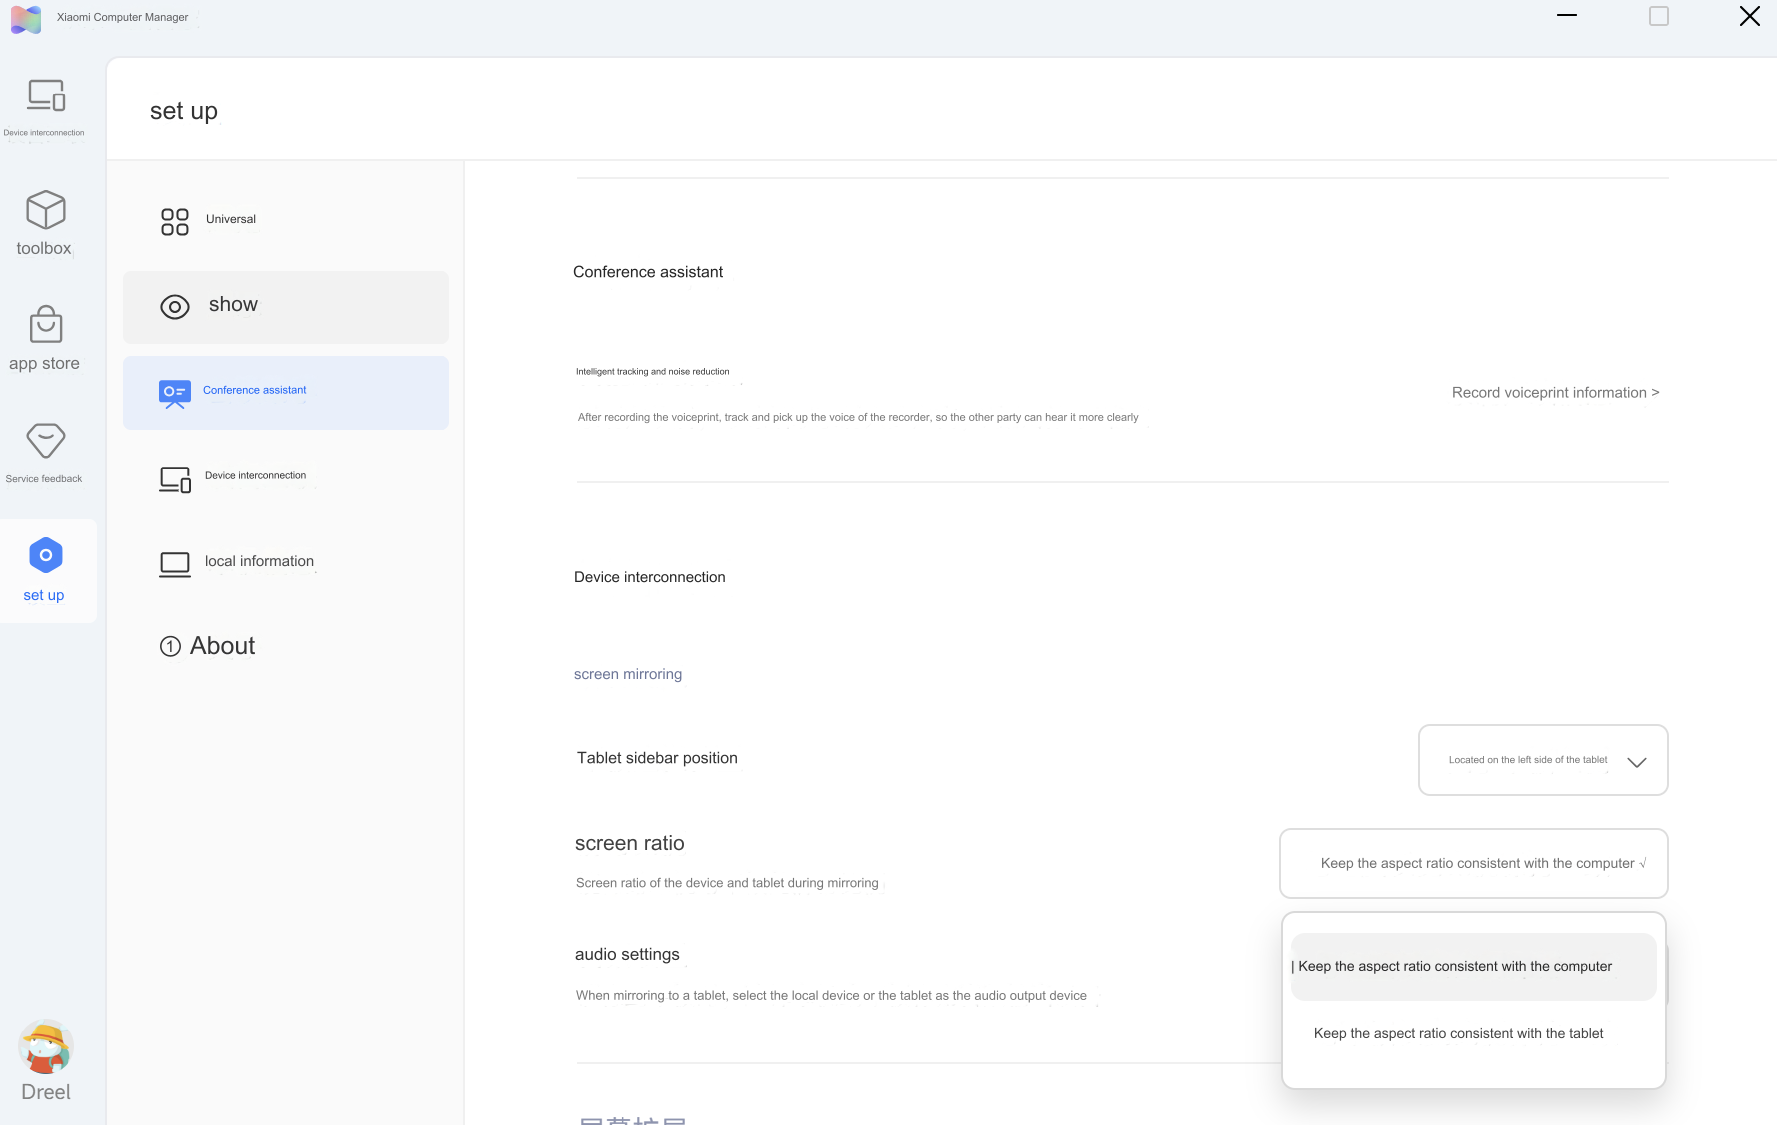 Xiaomi Computer Manager
Device interconnection
toolbox
app store
Service feedback
set up
Dreel
set up
Universal
show
Conference assistant
Device interconnection
local information
About
Conference assistant
Intelligent tracking and noise reduction
After recording the voiceprint, track and pick up the voice of the recorder, so the other party can hear it more clearly
Record voiceprint information >
Device interconnection
screen mirroring
Tablet sidebar position
Located on the left side of the tablet
screen ratio
Screen ratio of the device and tablet during mirroring
Keep the aspect ratio consistent with the computer √
| Keep the aspect ratio consistent with the computer
Keep the aspect ratio consistent with the tablet
audio settings
When mirroring to a tablet, select the local device or the tablet as the audio output device